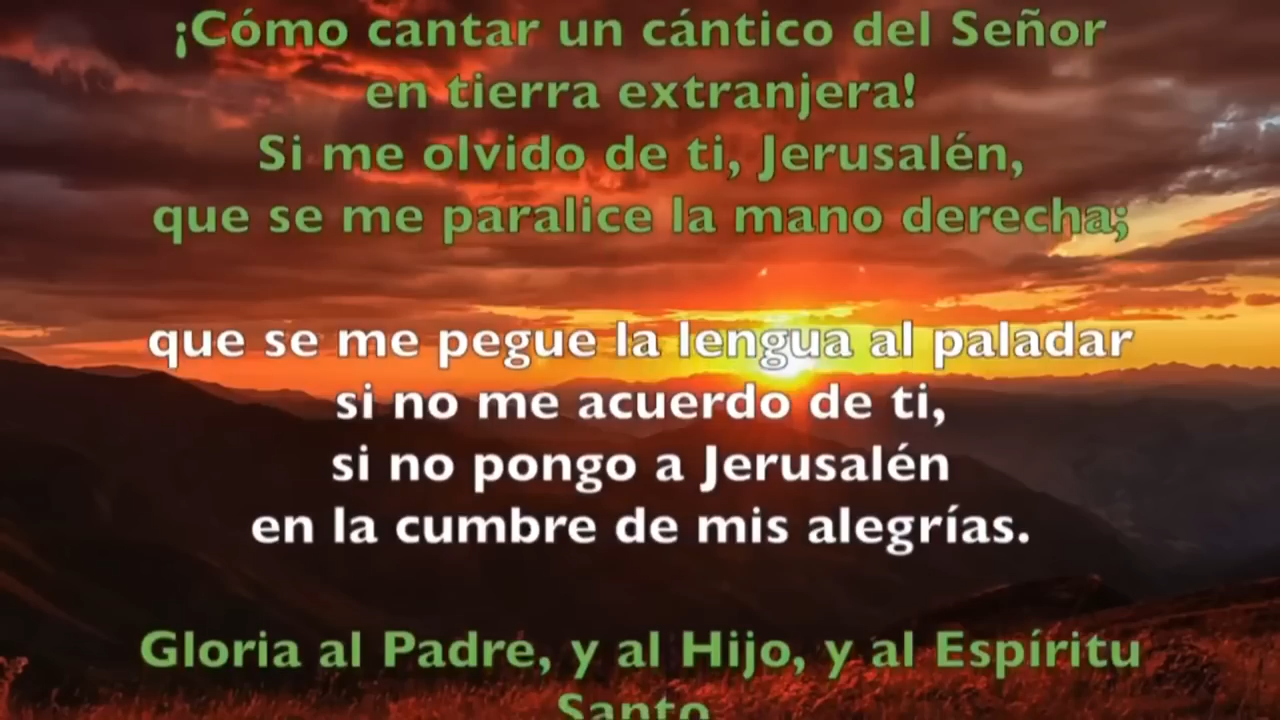 ¡Cómo cantar un cántico del Señor
en tierra extranjera!
Si me olvido de ti, Jerusalén,
que se me paralice la mano derecha;
que se me pegue la lengua al paladar
si no me acuerdo de ti,
si no pongo a Jerusalén
en la cumbre de mis alegrías.
Gloria al Padre, y al Hijo, y al Espíritu
Santo